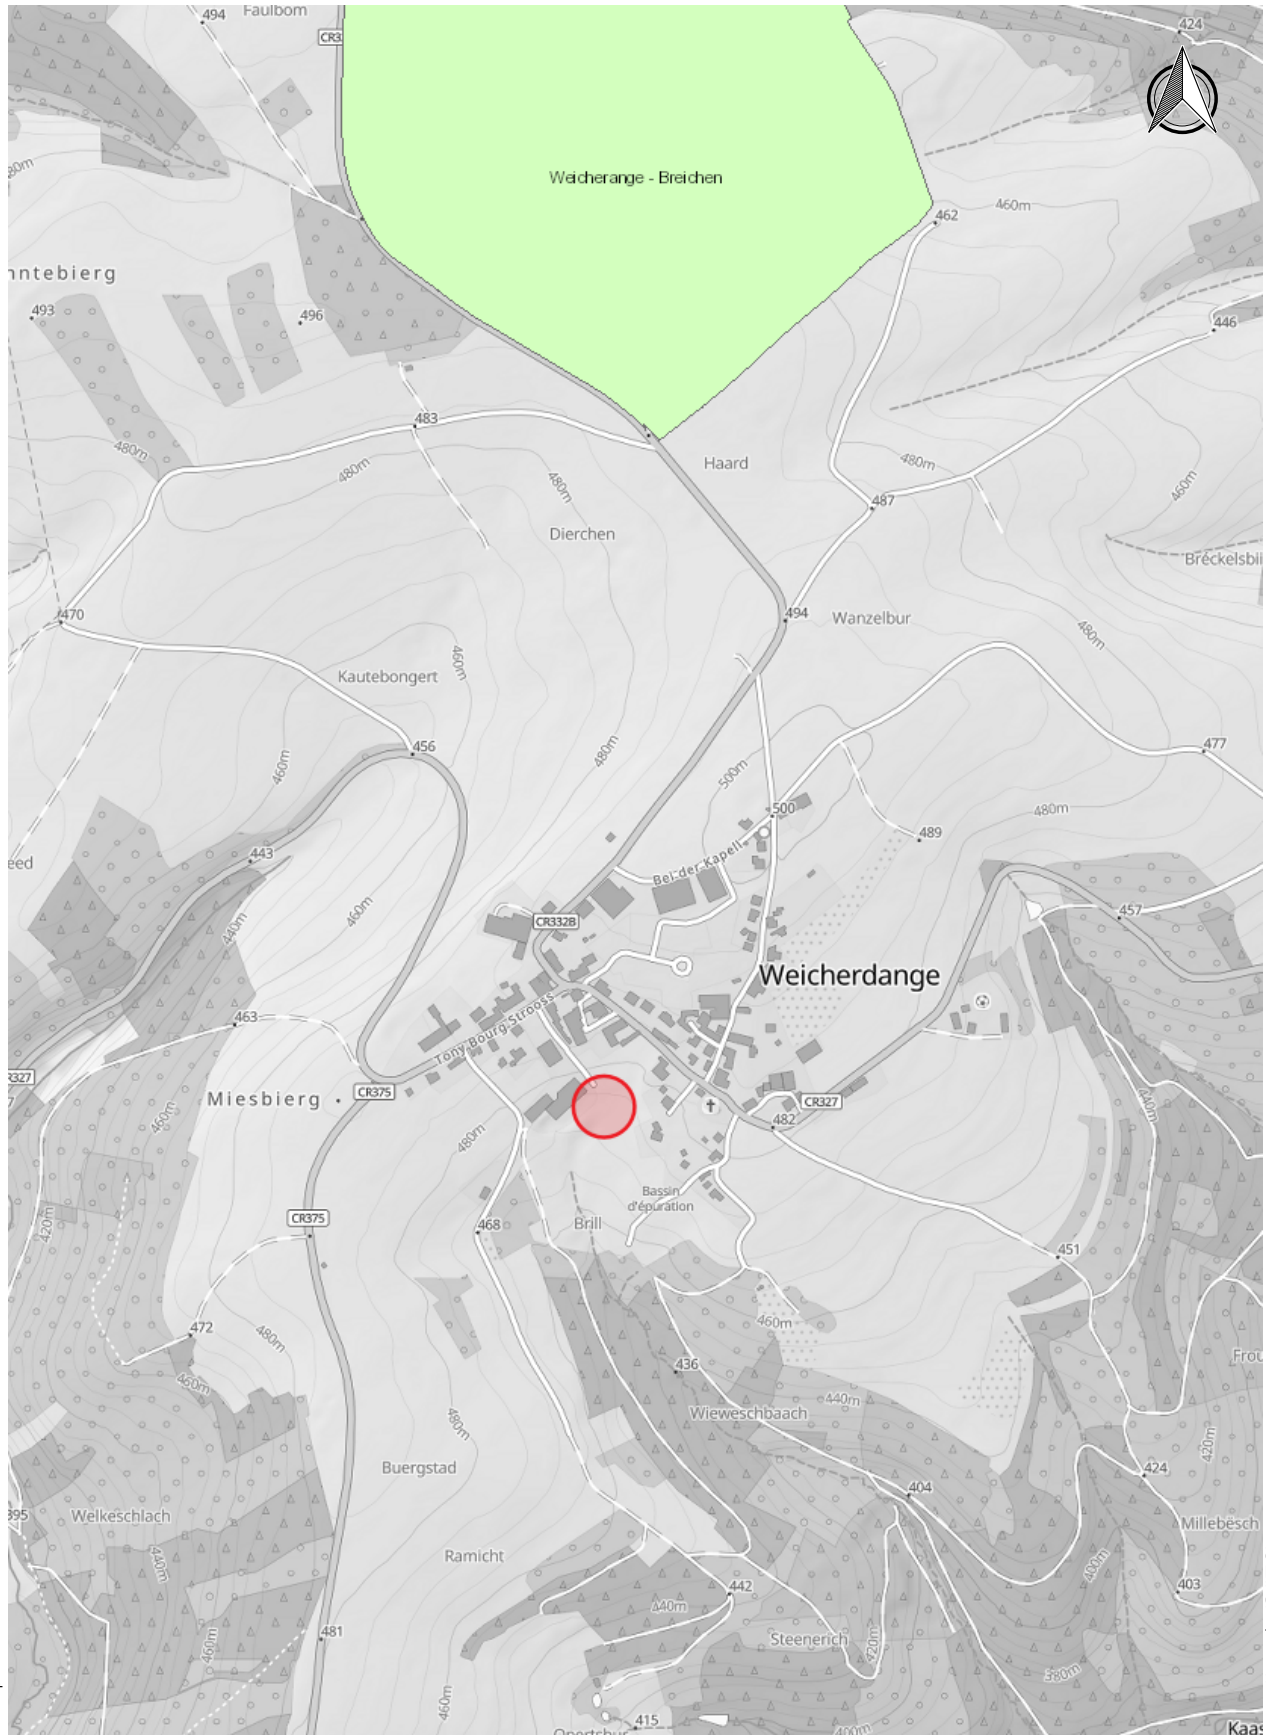 494
Faulbom
424
CR3
Weicherange - Breichen
462
460m
nntebierg
493
496
446
483
480m
480m
480m
480m
460m
Haard
487
Dierchen
Breckelsbii
470
494
Wanzelbur
480m
460m
Kautebongert
456
460m
480m
477
500m
500
480m
489
443
eed
Bei der Kapell
460m
440m
CR332B
457
Weicherdange
463
Tony Bourg Strooss
R327
CR375
Miesbierg
CR327
440m
460m
480m
482
Bassin
d'épuration
420m
CR375
468
Brill
451
472
480m
460m
Frou
436
460m
440m
480m
Wieweschbaach
420m
Buergstad
424
404
395
Welkeschlach
Millebësch
440m
Ramicht
400m
403
442
440m
481
460m
Steenerich
420m
380m
460m
415
400m
Kaas